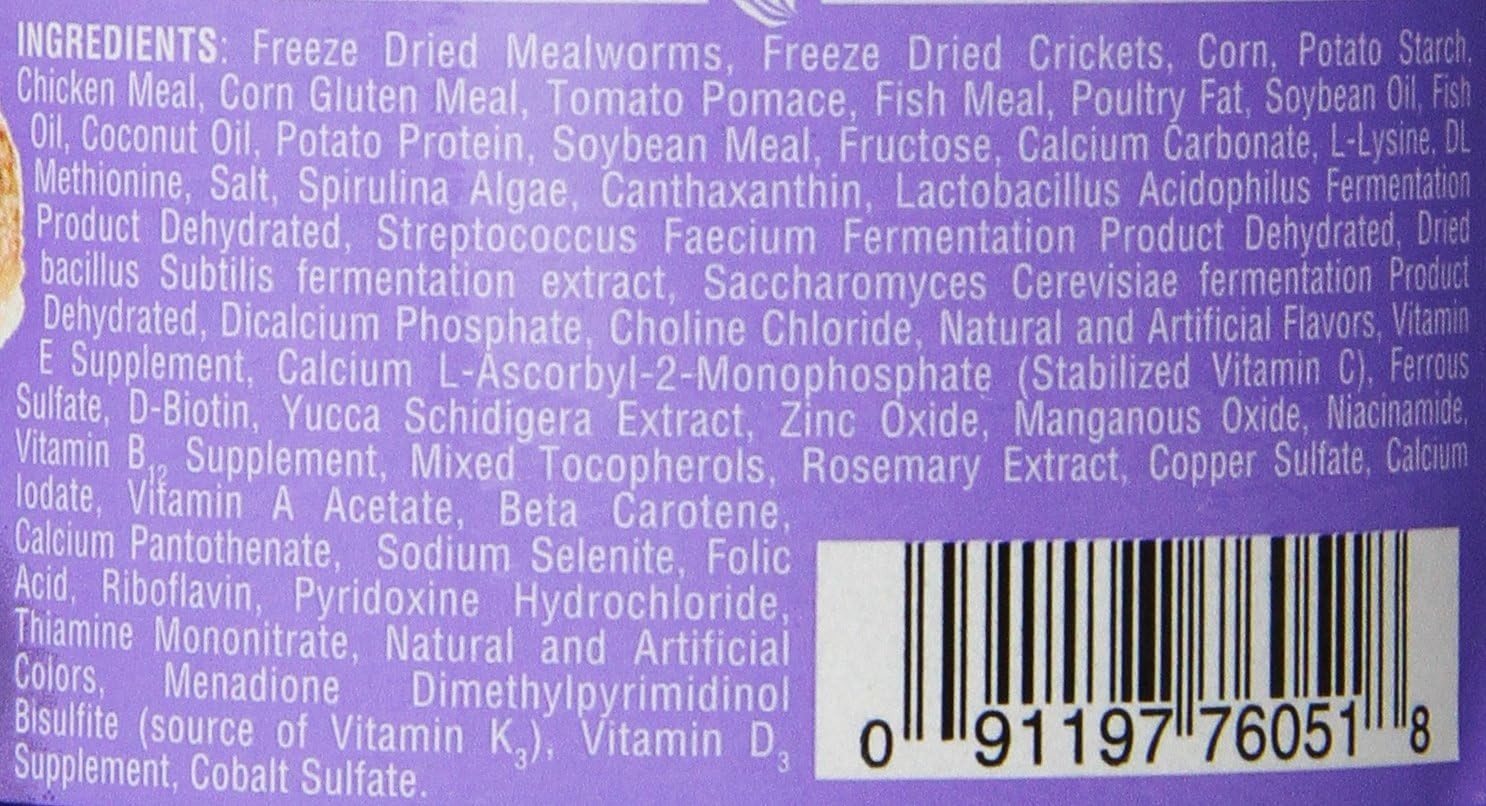 INGREDIENTS: Freeze Dried Mealworms, Freeze Dried Crickets, Corn, Potato Starch,
Chicken Meal, Corn Gluten Meal, Tomato Pomace, Fish Meal, Poultry Fat, Soybean Oil, Fish
Oil, Coconut Oil, Potato Protein, Soybean Meal, Fructose, Calcium Carbonate, L-Lysine, DL
Methionine, Salt, Spirulina Algae, Canthaxanthin, Lactobacillus Acidophilus Fermentation
Product Dehydrated, Streptococcus Faecium Fermentation Product Dehydrated, Dried
bacillus Subtilis fermentation extract, Saccharomyces Cerevisiae fermentation Product
Dehydrated, Dicalcium Phosphate, Choline Chloride, Natural and Artificial Flavors, Vitamin
E Supplement, Calcium L-Ascorbyl-2-Monophosphate (Stabilized Vitamin C), Ferrous
Sulfate, D-Biotin, Yucca Schidigera Extract, Zinc Oxide, Manganous Oxide, Niacinamide,
Vitamin B₁₂ Supplement, Mixed Tocopherols, Rosemary Extract, Copper Sulfate, Calcium
Iodate, Vitamin A Acetate, Beta Carotene,
Calcium Pantothenate, Sodium Selenite, Folic
Acid, Riboflavin, Pyridoxine Hydrochloride,
Thiamine Mononitrate, Natural and Artificial
Colors, Menadione Dimethylpyrimidinol
Bisulfite (source of Vitamin K₃), Vitamin D₃
Supplement, Cobalt Sulfate.
0 91197 76051 8